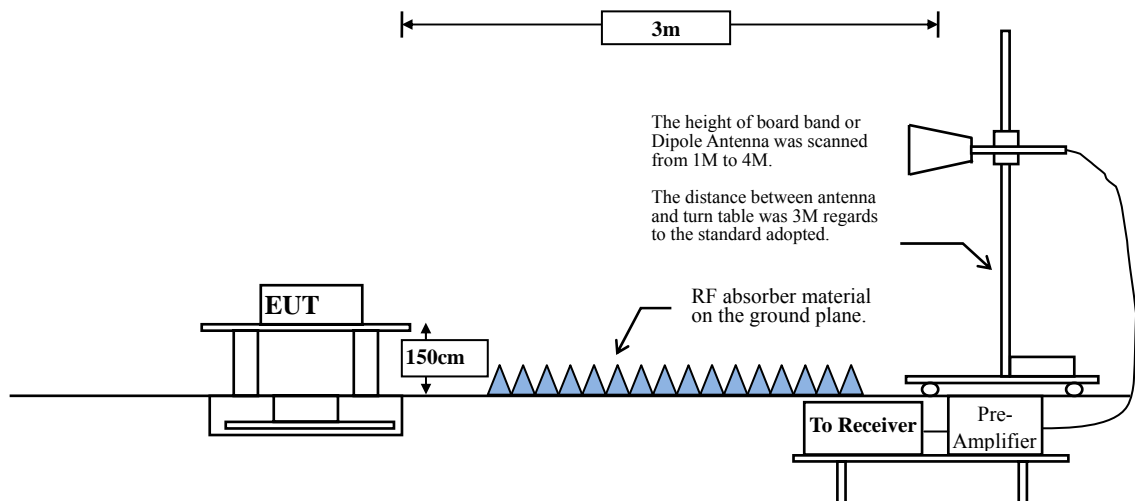 3m
The height of board band or
Dipole Antenna was scanned
from 1M to 4M.
The distance between antenna
and turn table was 3M regards
to the standard adopted.
EUT
RF absorber material
on the ground plane.
150cm
To Receiver
Pre-
Amplifier